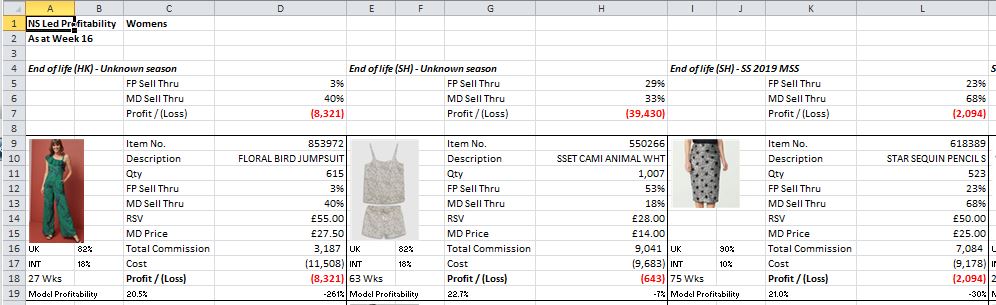 A B C D E F G H I J K L
1 NS Led Profitability Womens
2 As at Week 16
3
4 End of life (HK) - Unknown season End of life (SH) - Unknown season End of life (SH) - SS 2019 MSS S
5 FP Sell Thru 3% FP Sell Thru 29% FP Sell Thru 23%
6 MD Sell Thru 40% MD Sell Thru 33% MD Sell Thru 68%
7 Profit / (Loss) (8,321) Profit / (Loss) (39,430) Profit / (Loss) (2,094)
8
9 Item No. 853972 Item No. 550266 Item No. 618389
10 Description FLORAL BIRD JUMPSUIT Description SSET CAMI ANIMAL WHT Description STAR SEQUIN PENCIL S
11 Qty 615 Qty 1,007 Qty 523
12 FP Sell Thru 3% FP Sell Thru 53% FP Sell Thru 23%
13 MD Sell Thru 40% MD Sell Thru 18% MD Sell Thru 68%
14 RSV £55.00 RSV £28.00 RSV £50.00
15 MD Price £27.50 MD Price £14.00 MD Price £25.00
16 UK 82% Total Commission 3,187 UK 82% Total Commission 9,041 UK 90% Total Commission 7,084 UK
17 INT 18% Cost (11,508) INT 18% Cost (9,683) INT 10% Cost (9,178) INT
18 27 Wks Profit / (Loss) (8,321) 63 Wks Profit / (Loss) (643) 75 Wks Profit / (Loss) (2,094) 2
19 Model Profitability 20.5% -261% Model Profitability 22.7% -7% Model Profitability 21.0% -30%